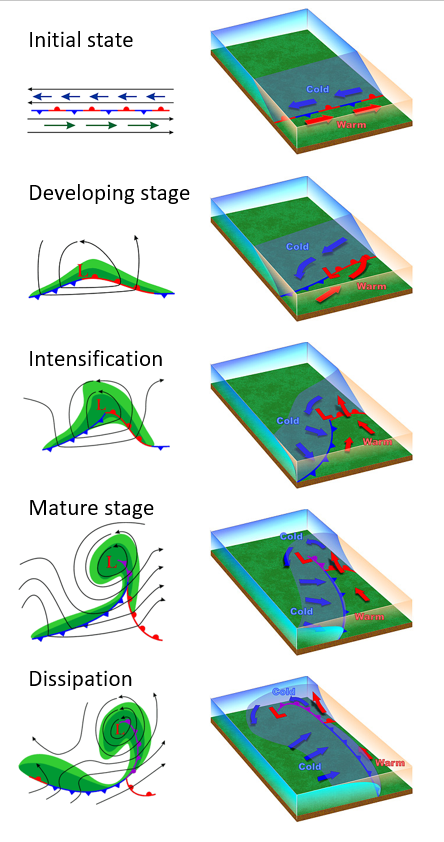 Initial state
Cold
Warm
Developing stage
L
Cold
L
Warm
Intensification
L
Cold
L
Warm
Mature stage
L
Cold
L
Cold
Warm
Dissipation
L
Cold
L
Cold
Warm